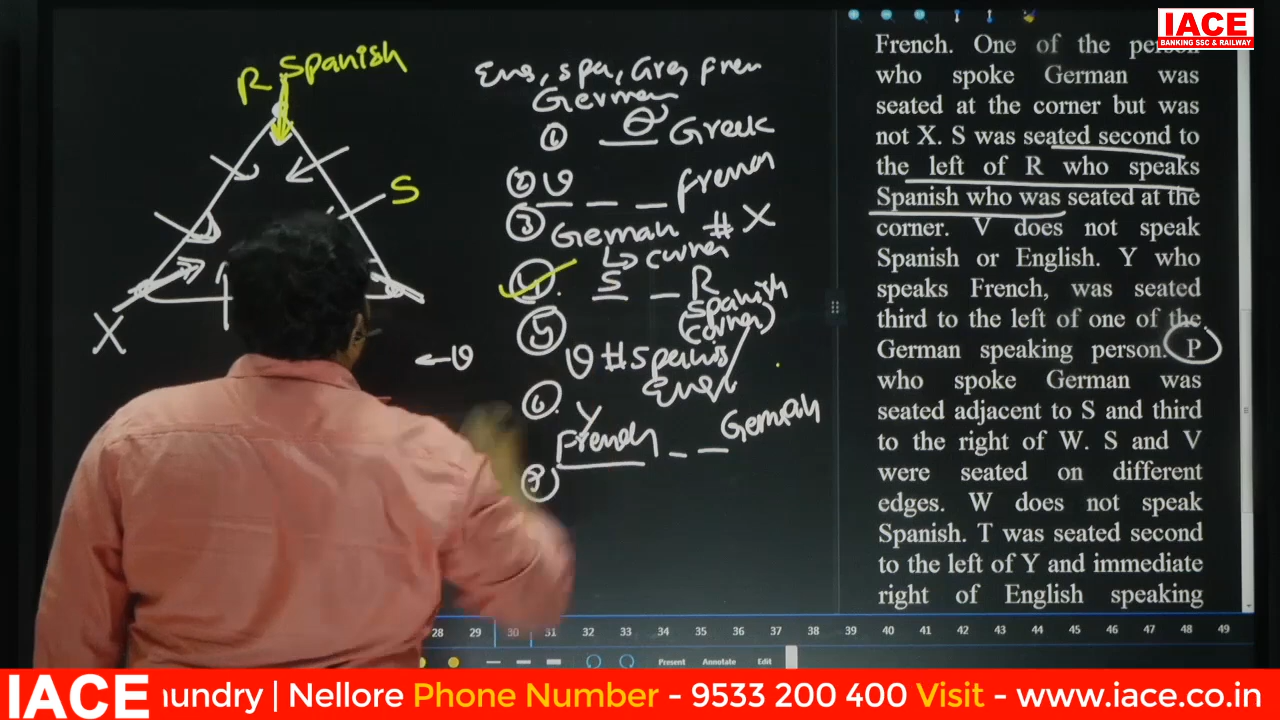 IACE
BANKING SSC & RAILWAY
R Spanish
S
X
Eng, spa, Gre, fren
German
Greek
②
French
③ German # X
corner
④. S _ _ R
Spanish
(corner)
⑤
⑥.
Y
French _ _ German
French. One of the person
who spoke German was
seated at the corner but was
not X. S was seated second to
the left of R who speaks
Spanish who was seated at the
corner. V does not speak
Spanish or English. Y who
speaks French, was seated
third to the left of one of the
German speaking person. P
who spoke German was
seated adjacent to S and third
to the right of W. S and V
were seated on different
edges. W does not speak
Spanish. T was seated second
to the left of Y and immediate
right of English speaking
28 29 30 31 32 33 34 35 36 37 38 39 40 41 42 43 44 45 46 47 48 49
Present Annotate Edit
IACE undry | Nellore Phone Number - 9533 200 400 Visit - www.iace.co.in